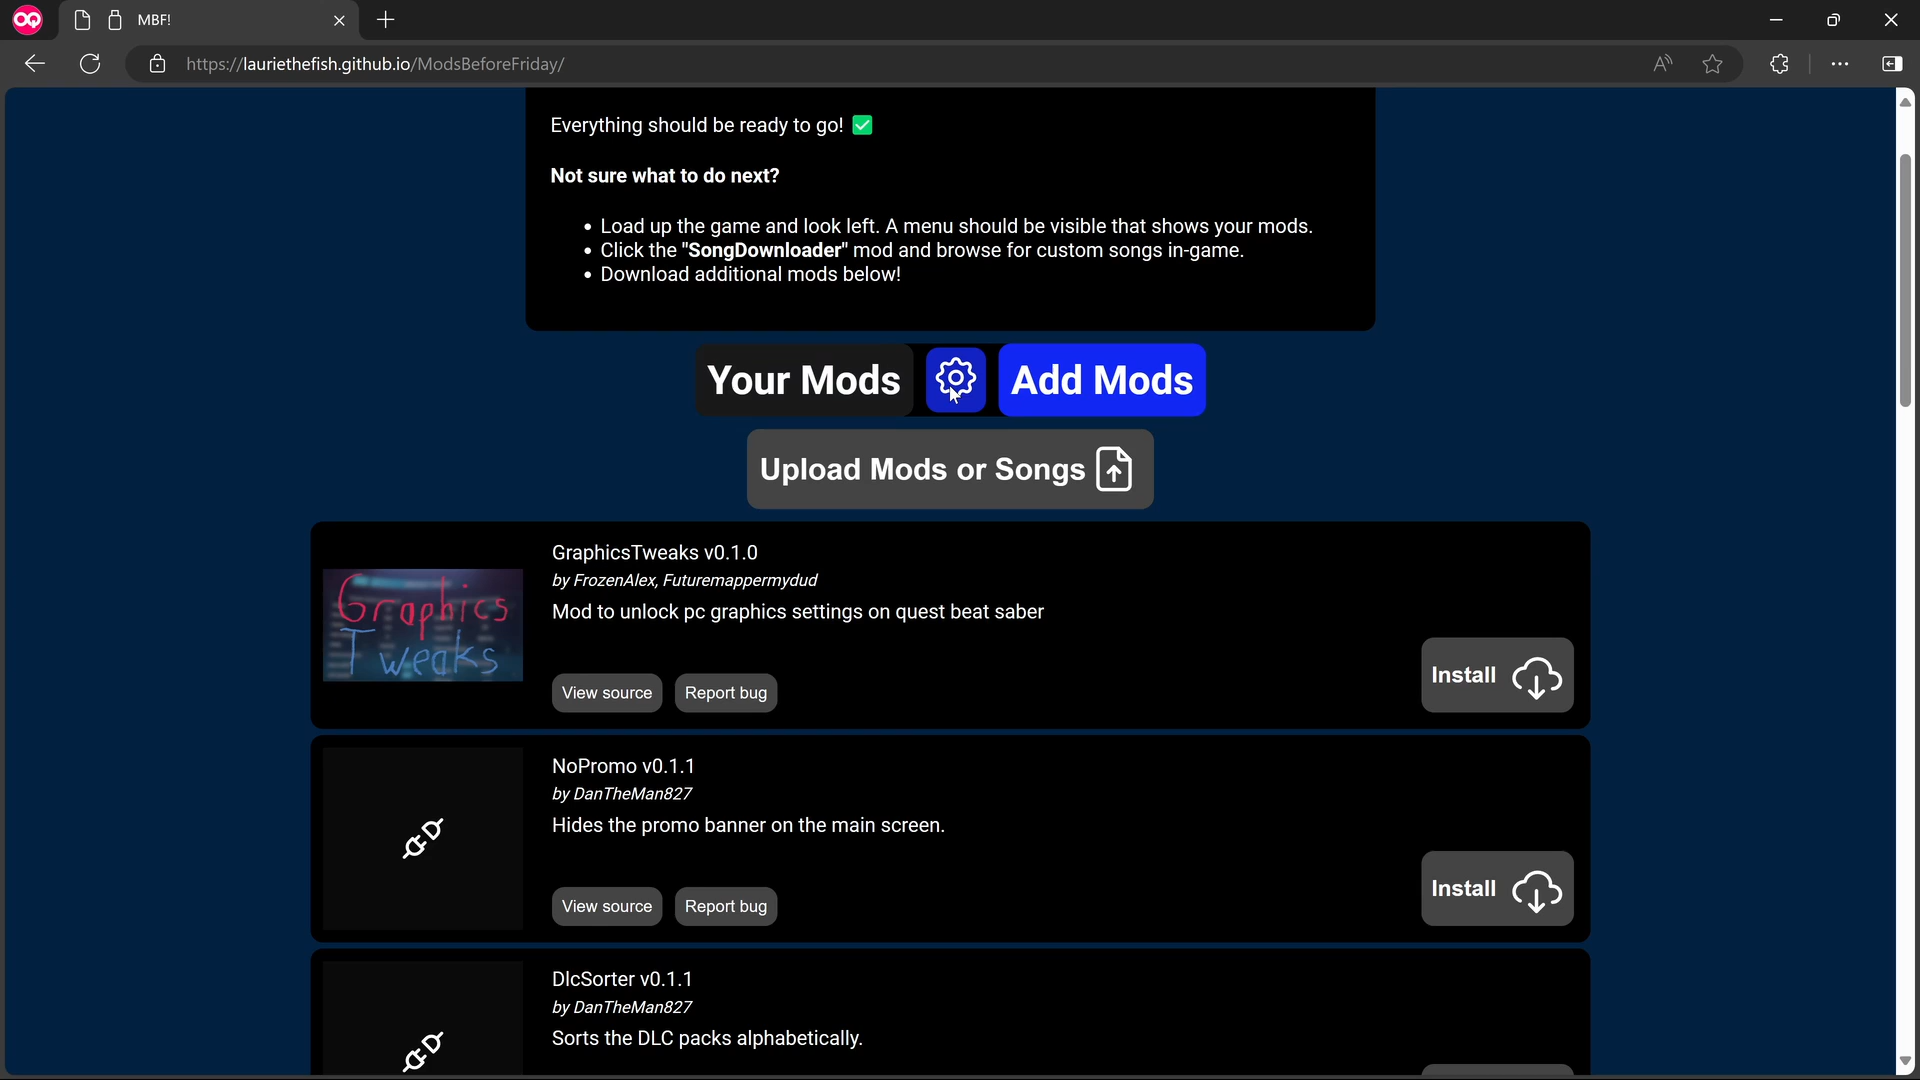 MBF!
https://lauriethefish.github.io/ModsBeforeFriday/
Everything should be ready to go! ✅
Not sure what to do next?
• Load up the game and look left. A menu should be visible that shows your mods.
• Click the "SongDownloader" mod and browse for custom songs in-game.
• Download additional mods below!
Your Mods
Add Mods
Upload Mods or Songs
GraphicsTweaks v0.1.0
by FrozenAlex, Futuremappermydud
Mod to unlock pc graphics settings on quest beat saber
Graphics
Tweaks
View source
Report bug
Install
NoPromo v0.1.1
by DanTheMan827
Hides the promo banner on the main screen.
View source
Report bug
Install
DlcSorter v0.1.1
by DanTheMan827
Sorts the DLC packs alphabetically.